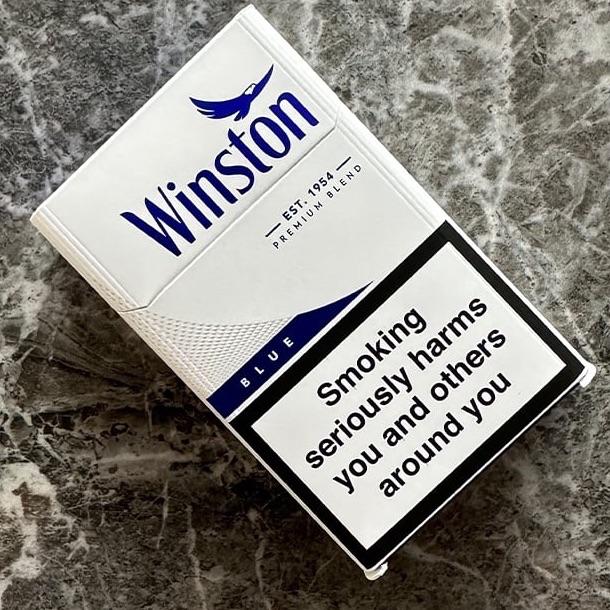 Winston
EST. 1954
PREMIUM BLEND
BLUE
Smoking
seriously harms
you and others
around you